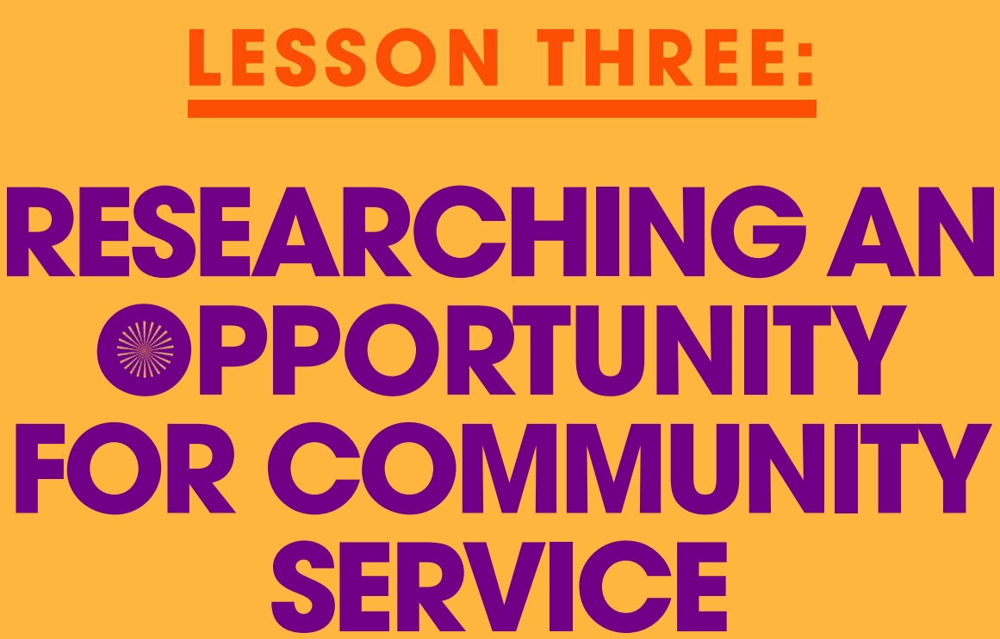 LESSON THREE:
RESEARCHING AN
OPPORTUNITY
FOR COMMUNITY
SERVICE